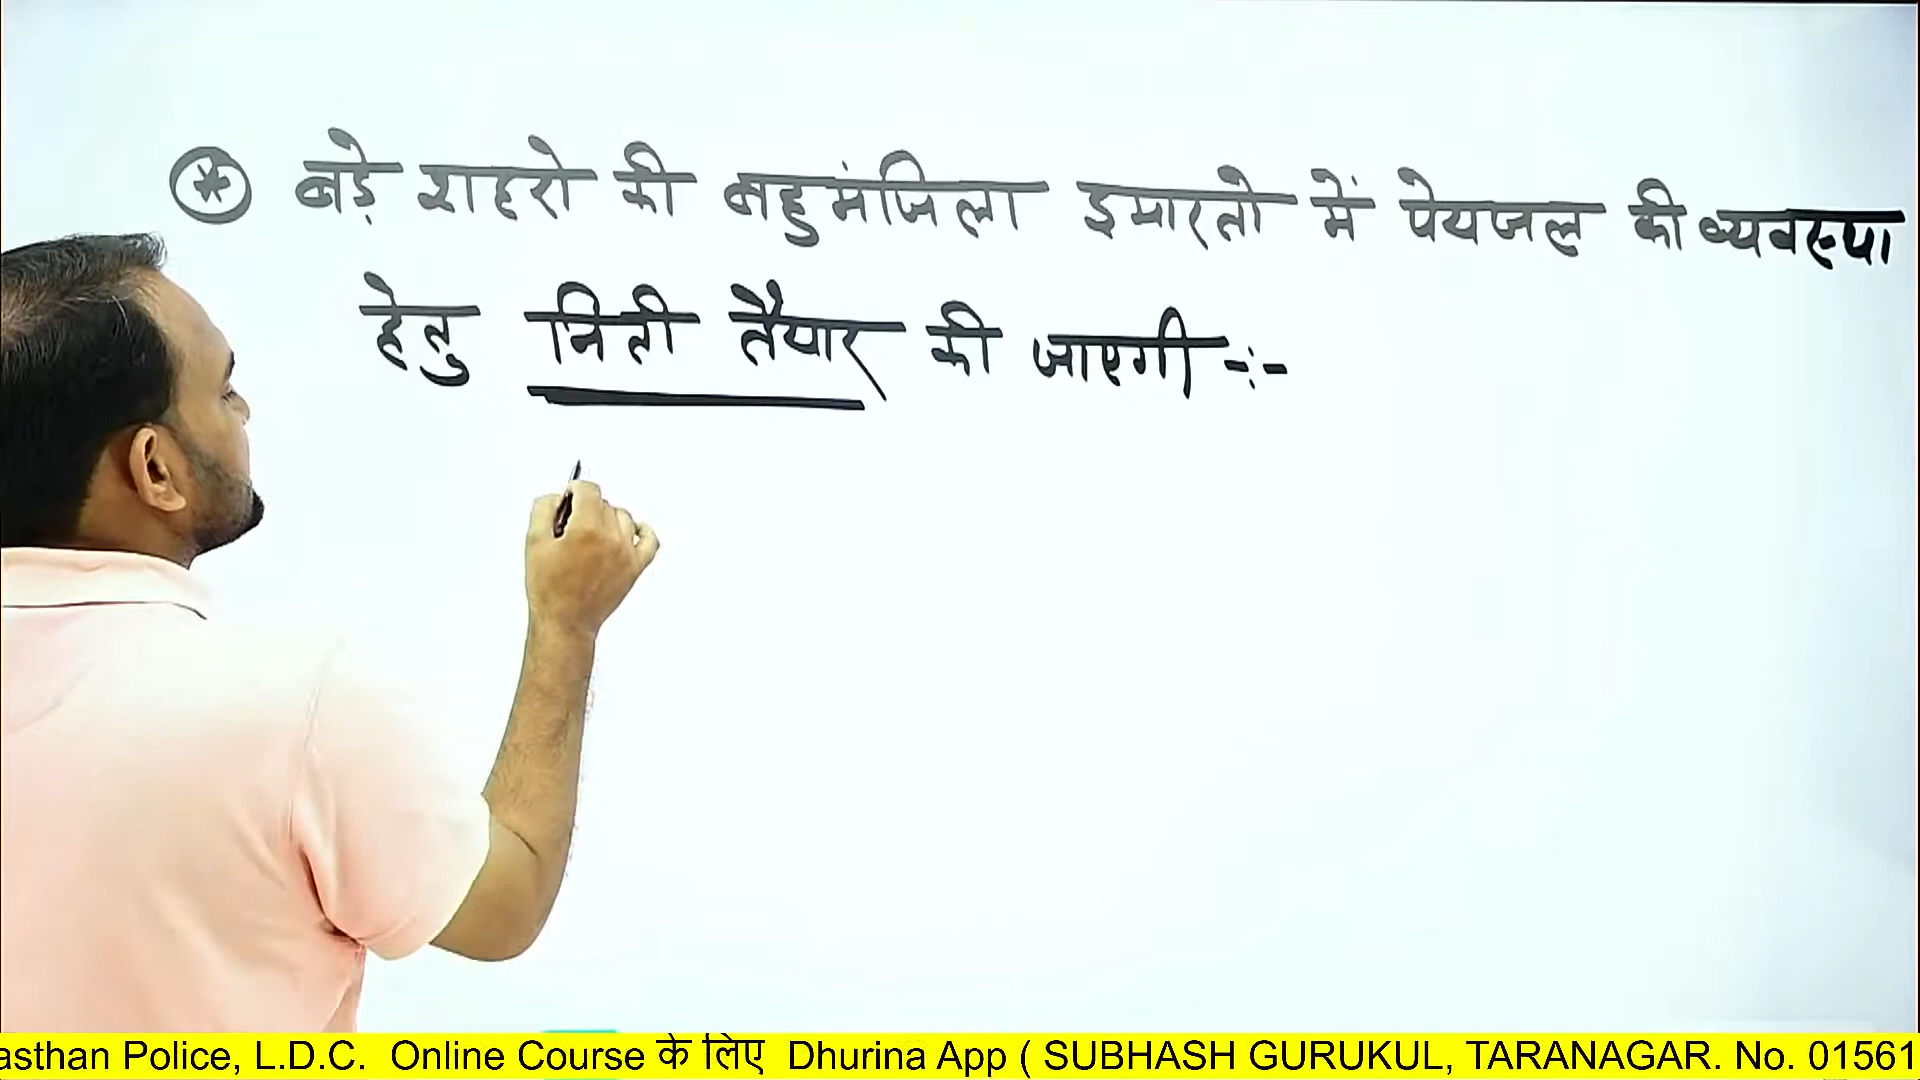 * बड़े शहरो की बहुमंजिला इमारतो में पेयजल की व्यवस्था
हेतु निती तैयार की जाएगी -:-
asthan Police, L.D.C. Online Course के लिए Dhurina App ( SUBHASH GURUKUL, TARANAGAR. No. 01561